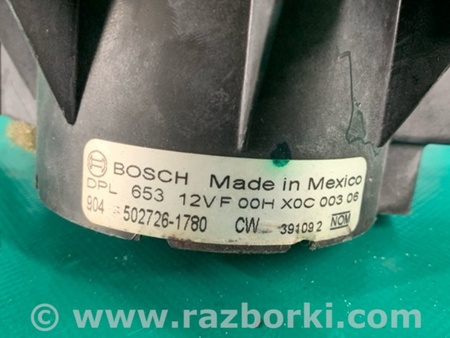 BOSCH Made in Mexico
DPL 653 12V F 00H X0C 003 06
904 502726-1780 CW 391092 NOM
www.razborki.com